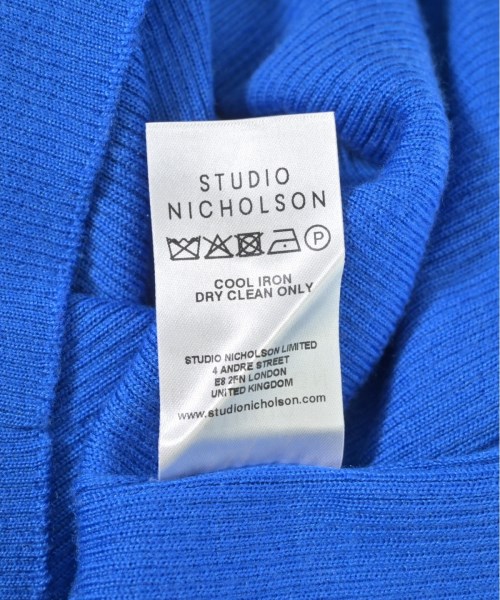 STUDIO
NICHOLSON
P
COOL IRON
DRY CLEAN ONLY
STUDIO NICHOLSON LIMITED
4 ANDRE STREET
E8 2FN LONDON
UNITED KINGDOM
www.studionicholson.com